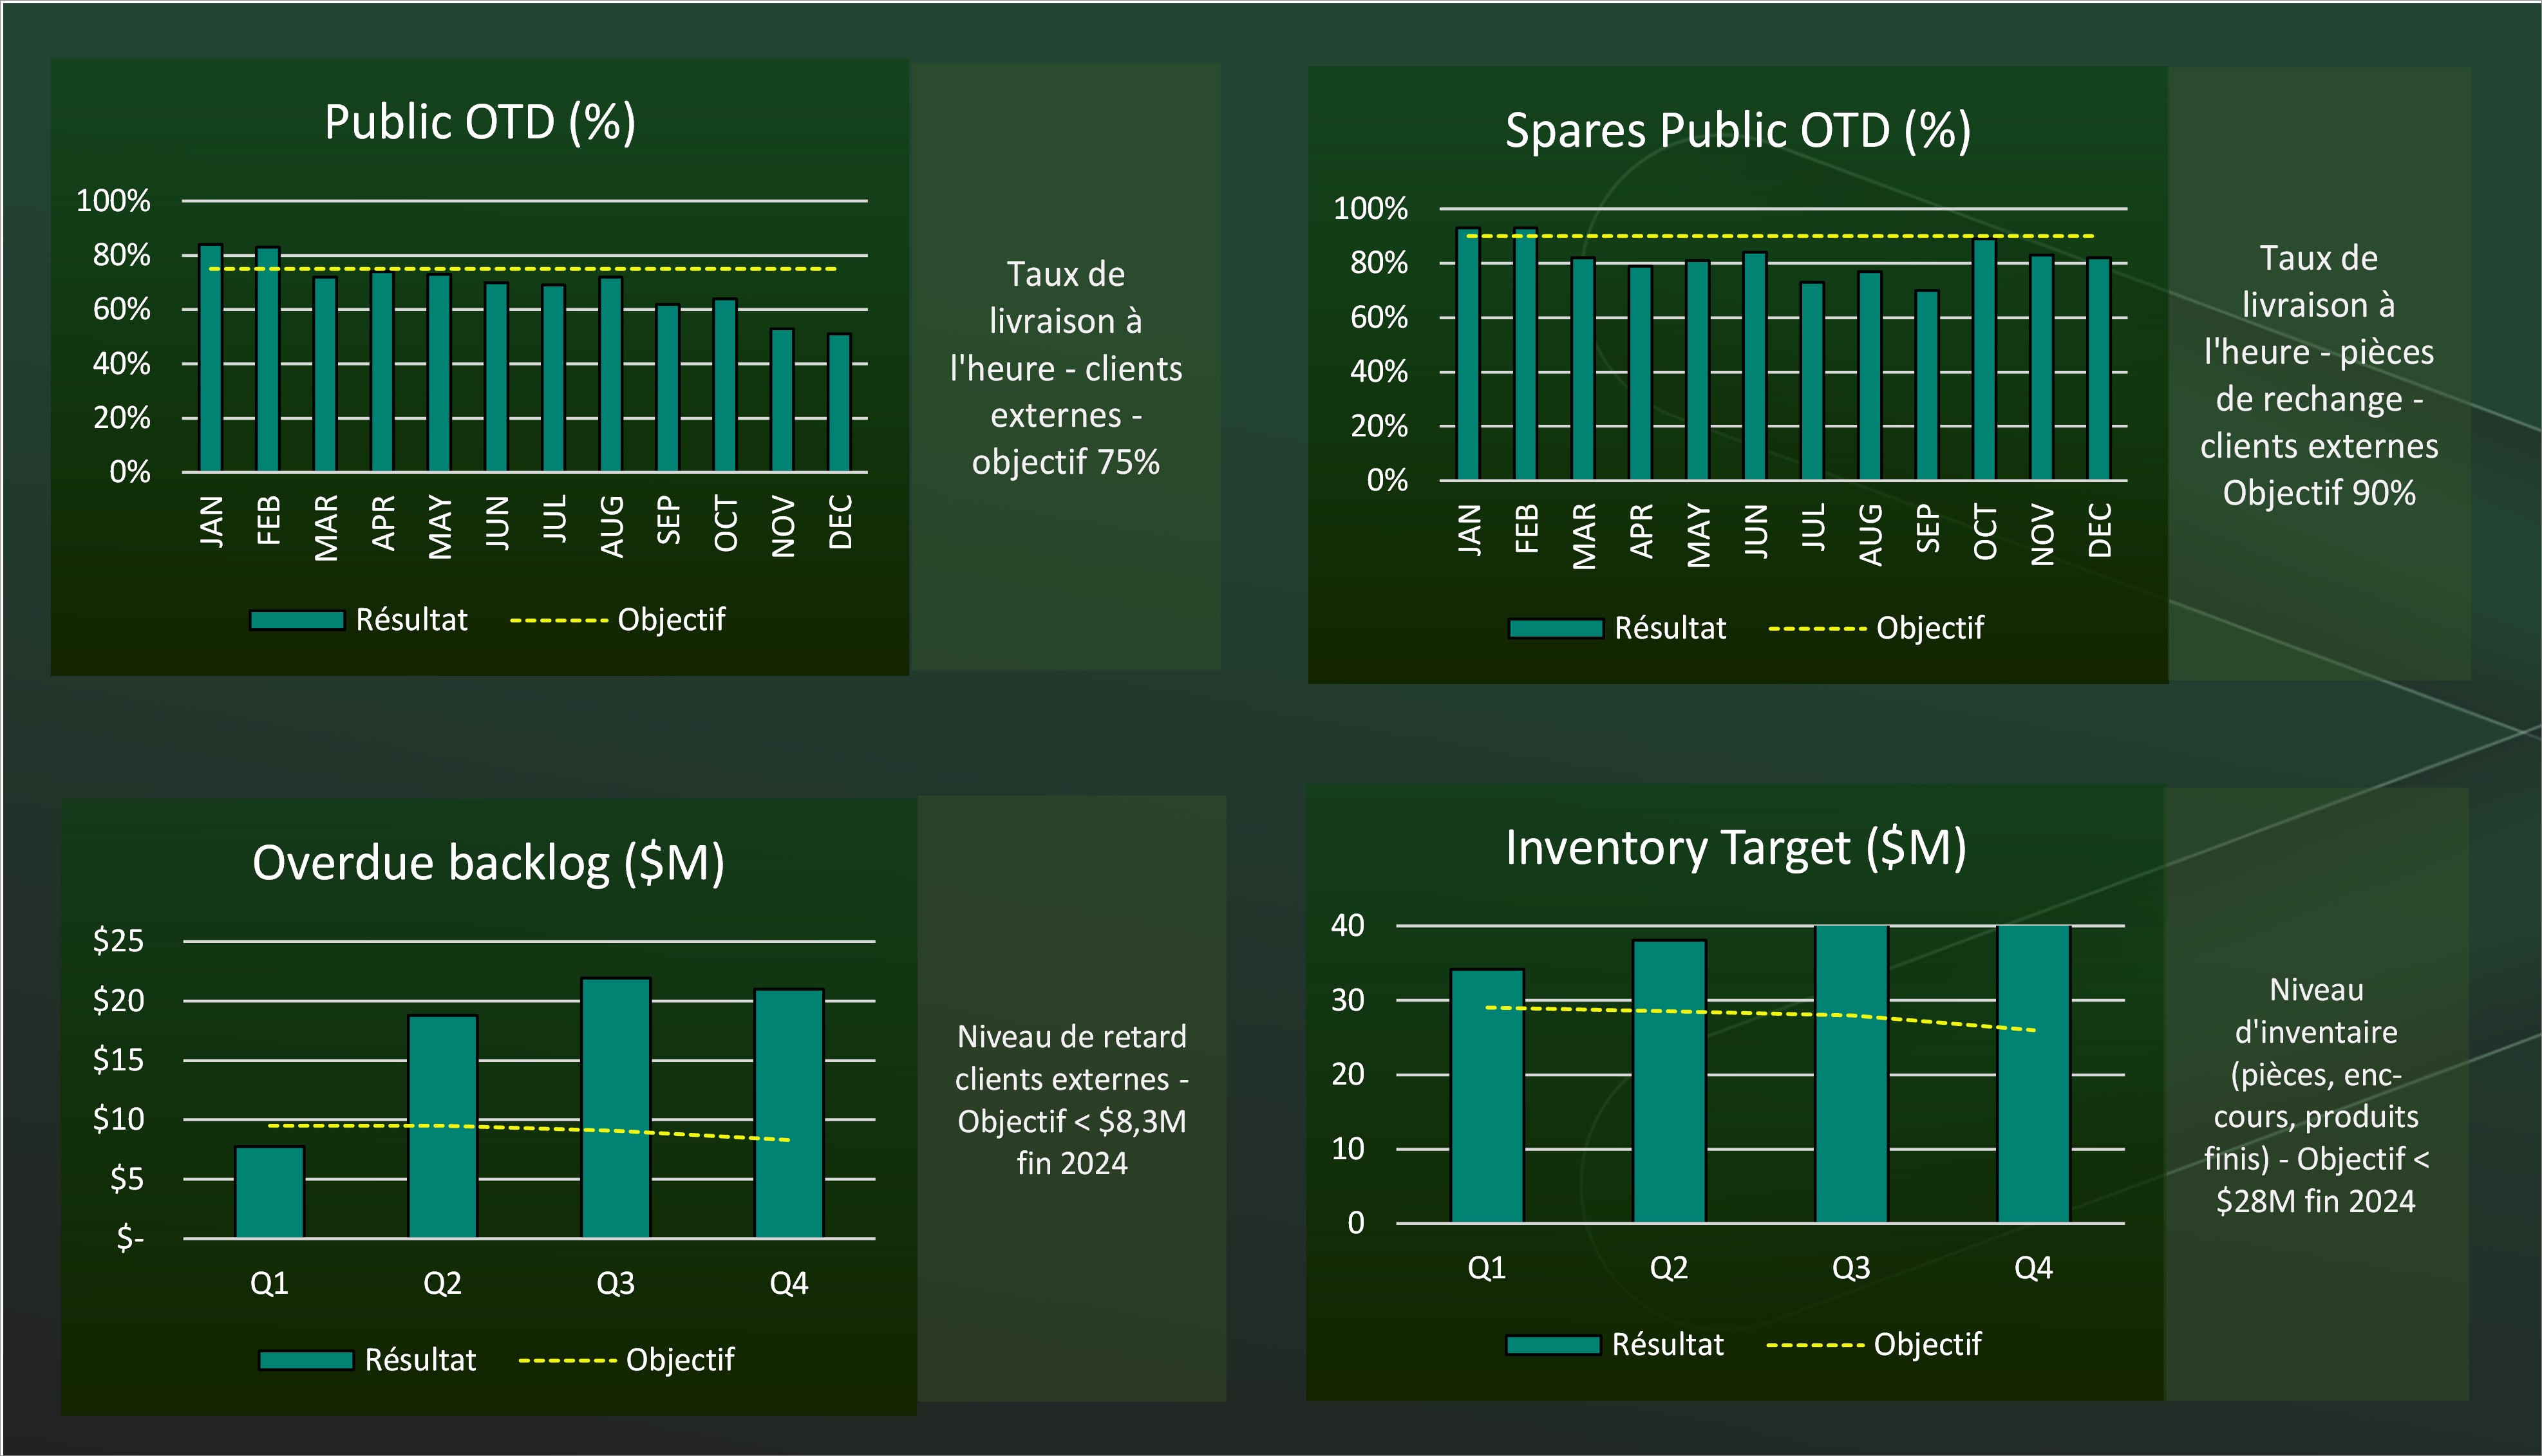 Public OTD (%)
100%
80%
60%
40%
20%
0%
JAN
FEB
MAR
APR
MAY
JUN
JUL
AUG
SEP
OCT
NOV
DEC
Résultat
Objectif
Taux de
livraison à
l'heure - clients
externes -
objectif 75%
Spares Public OTD (%)
100%
80%
60%
40%
20%
0%
JAN
FEB
MAR
APR
MAY
JUN
JUL
AUG
SEP
OCT
NOV
DEC
Résultat
Objectif
Taux de
livraison à
l'heure - pièces
de rechange -
clients externes
Objectif 90%
Overdue backlog ($M)
$25
$20
$15
$10
$5
$-
Q1
Q2
Q3
Q4
Résultat
Objectif
Niveau de retard
clients externes -
Objectif < $8,3M
fin 2024
Inventory Target ($M)
40
30
20
10
0
Q1
Q2
Q3
Q4
Résultat
Objectif
Niveau
d'inventaire
(pièces, enc-
cours, produits
finis) - Objectif <
$28M fin 2024